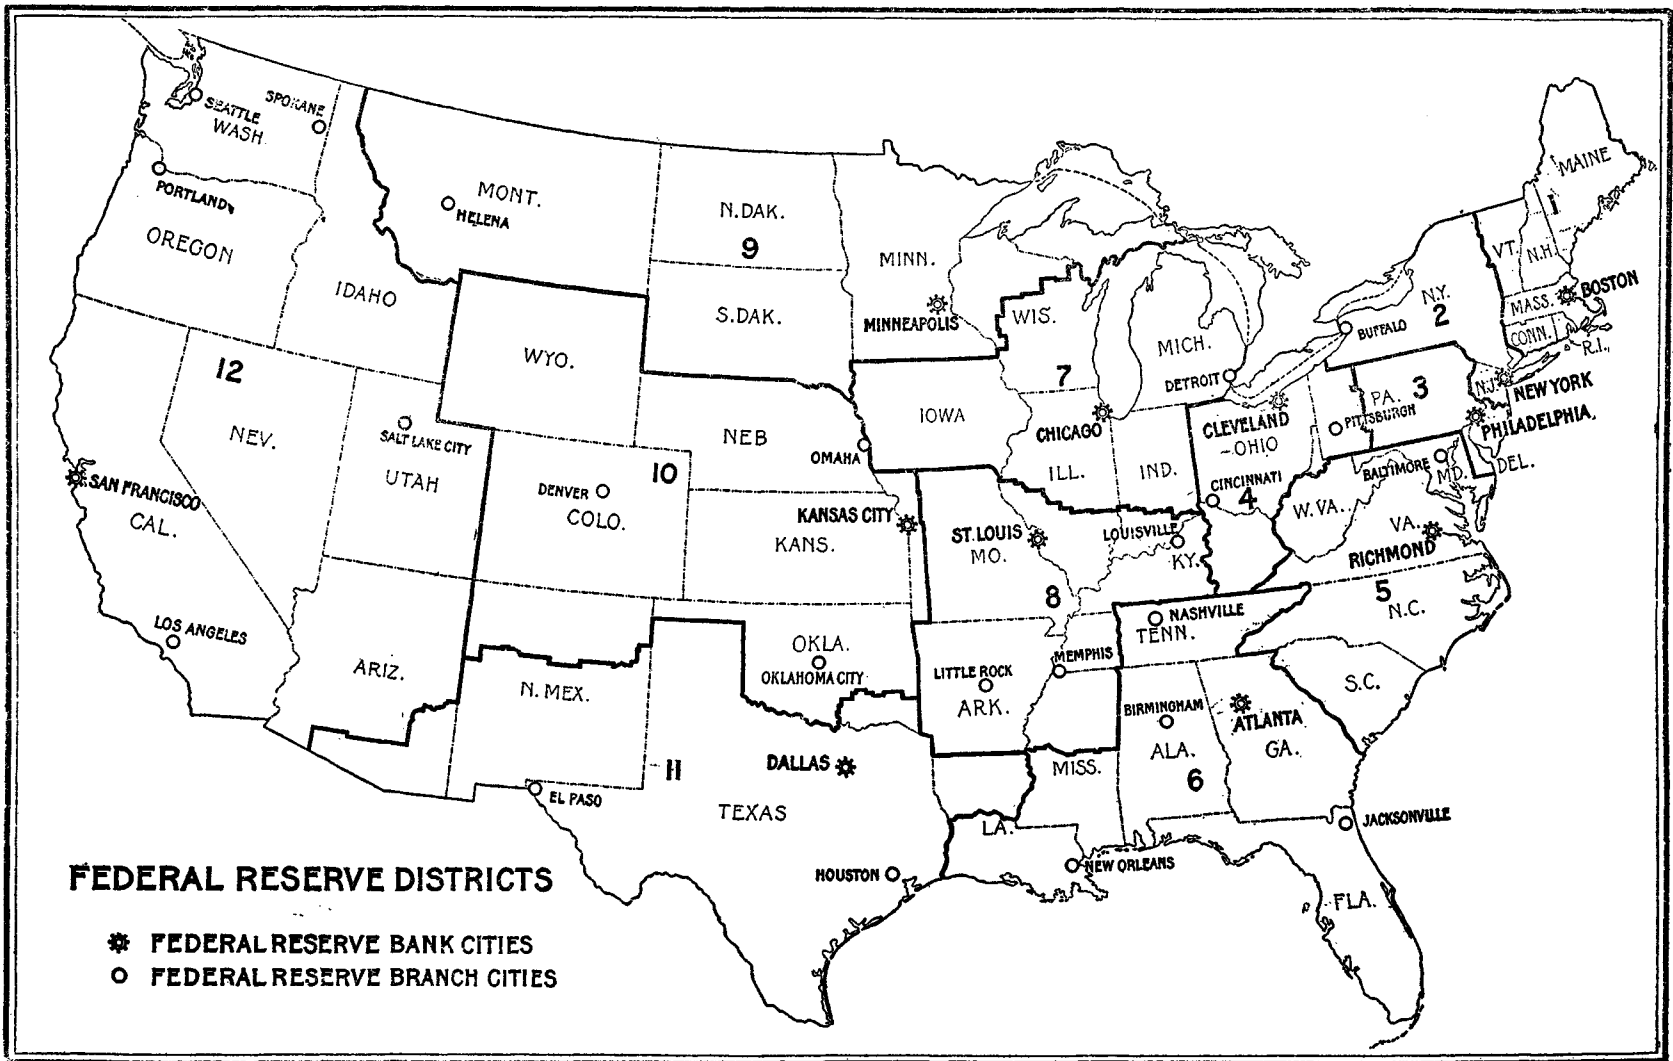 FEDERAL RESERVE DISTRICTS
FEDERAL RESERVE BANK CITIES
FEDERAL RESERVE BRANCH CITIES
SEATTLE
SPOKANE
WASH.
PORTLAND
OREGON
IDAHO
MONT.
HELENA
N.DAK.
9
S.DAK.
MINN.
MINNEAPOLIS
WIS.
MICH.
7
DETROIT
WYO.
12
NEV.
SALT LAKE CITY
UTAH
SAN FRANCISCO
CAL.
LOS ANGELES
ARIZ.
NEB
OMAHA
10
DENVER
COLO.
KANSAS CITY
KANS.
IOWA
CHICAGO
ILL.
IND.
CLEVELAND
OHIO
CINCINNATI
4
ST. LOUIS
MO.
LOUISVILLE
KY.
8
N. MEX.
OKLA.
OKLAHOMA CITY
LITTLE ROCK
ARK.
MEMPHIS
NASHVILLE
TENN.
11
DALLAS
TEXAS
EL PASO
HOUSTON
LA.
NEW ORLEANS
MISS.
BIRMINGHAM
ALA.
6
ATLANTA
GA.
JACKSONVILLE
FLA.
S.C.
N.C.
5
VA.
RICHMOND
W.VA.
BALTIMORE
MD.
DEL.
PA.
3
PITTSBURGH
PHILADELPHIA.
N.J.
NEW YORK
N.Y.
2
BUFFALO
CONN.
R.I.
MASS.
BOSTON
VT.
N.H.
1
MAINE